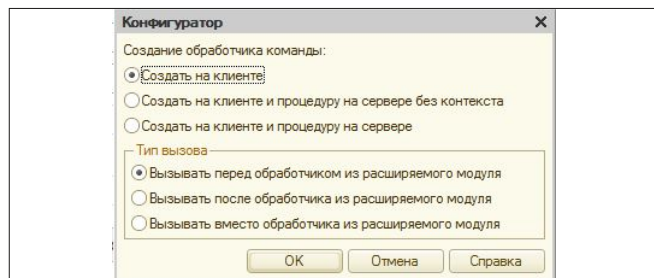 Конфигуратор
Создание обработчика команды:
Создать на клиенте
Создать на клиенте и процедуру на сервере без контекста
Создать на клиенте и процедуру на сервере
Тип вызова
Вызывать перед обработчиком из расширяемого модуля
Вызывать после обработчика из расширяемого модуля
Вызывать вместо обработчика из расширяемого модуля
ОК Отмена Справка